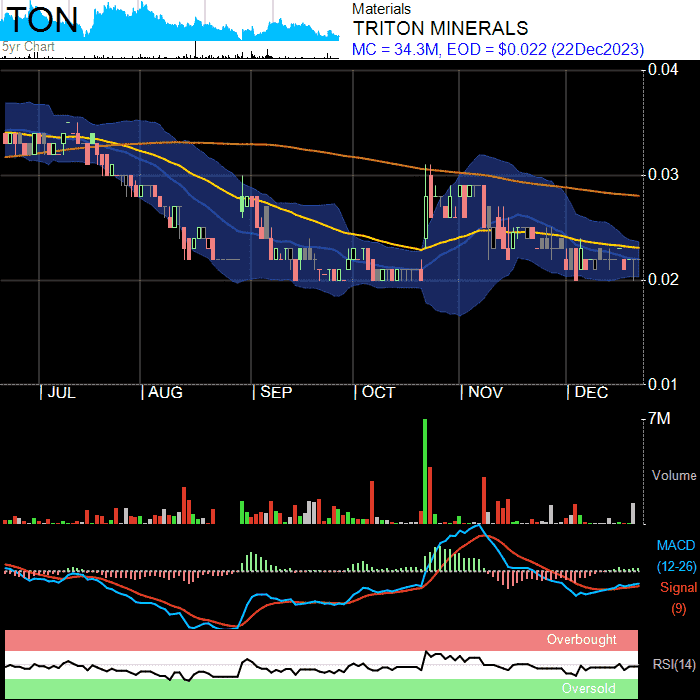 TON
5yr Chart
Materials
TRITON MINERALS
MC = 34.3M, EOD = $0.022 (22Dec2023)
0.04
0.03
0.02
0.01
| JUL | AUG | SEP | OCT | NOV | DEC
7M
Volume
MACD
(12-26)
Signal
(9)
Overbought
RSI(14)
Oversold